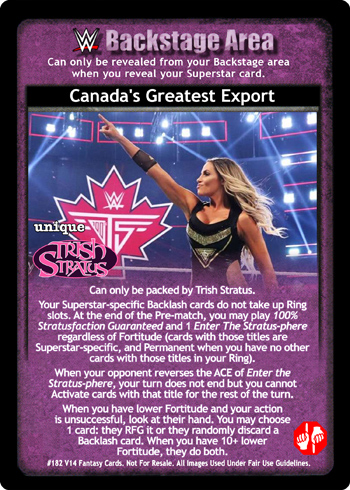 W Backstage Area
Can only be revealed from your Backstage area
when you reveal your Superstar card.
Canada's Greatest Export
TS
unique
TRISH
STRATUS
Can only be packed by Trish Stratus.
Your Superstar-specific Backlash cards do not take up Ring
slots. At the end of the Pre-match, you may play 100%
Stratusfaction Guaranteed and 1 Enter The Stratus-phere
regardless of Fortitude (cards with those titles are
Superstar-specific, and Permanent when you have no other
cards with those titles in your Ring).
When your opponent reverses the ACE of Enter the
Stratus-phere, your turn does not end but you cannot
Activate cards with that title for the rest of the turn.
When you have lower Fortitude and your action
is unsuccessful, look at their hand. You may choose
1 card: they RFG it or they randomly discard a
Backlash card. When you have 10+ lower
Fortitude, they do both.
#182 V14 Fantasy Cards. Not For Resale. All Images Used Under Fair Use Guidelines.